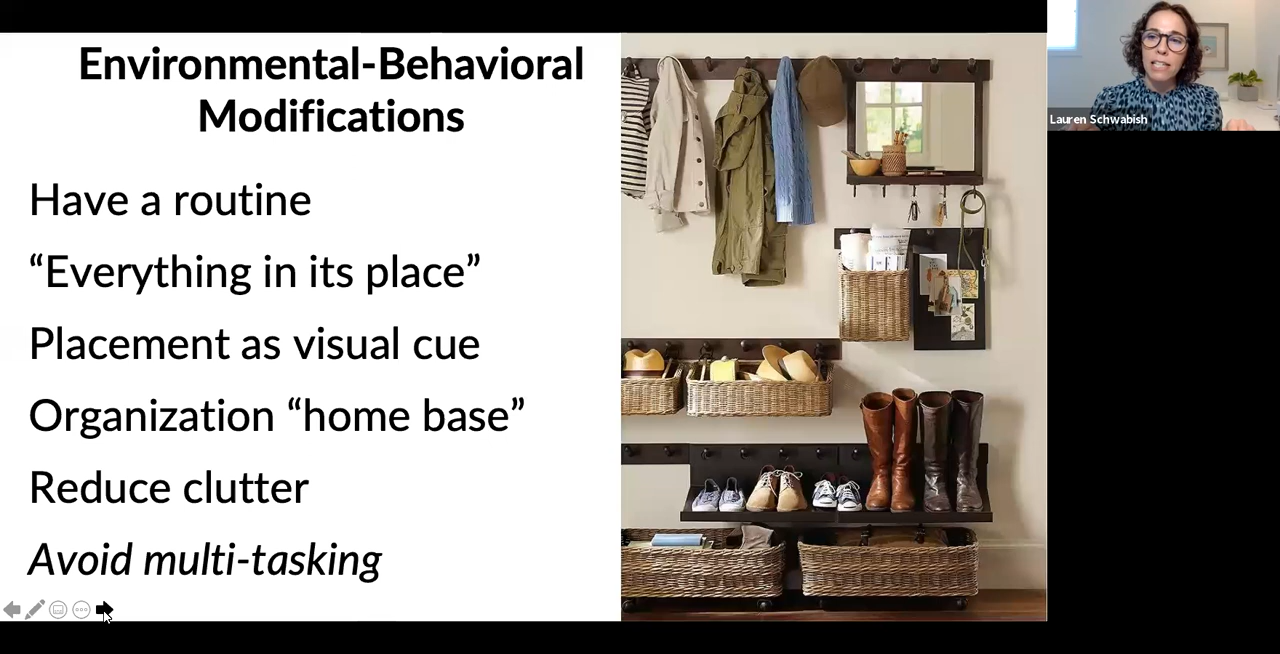 Environmental-Behavioral
Modifications
Have a routine
“Everything in its place”
Placement as visual cue
Organization “home base”
Reduce clutter
Avoid multi-tasking
Lauren Schwabish